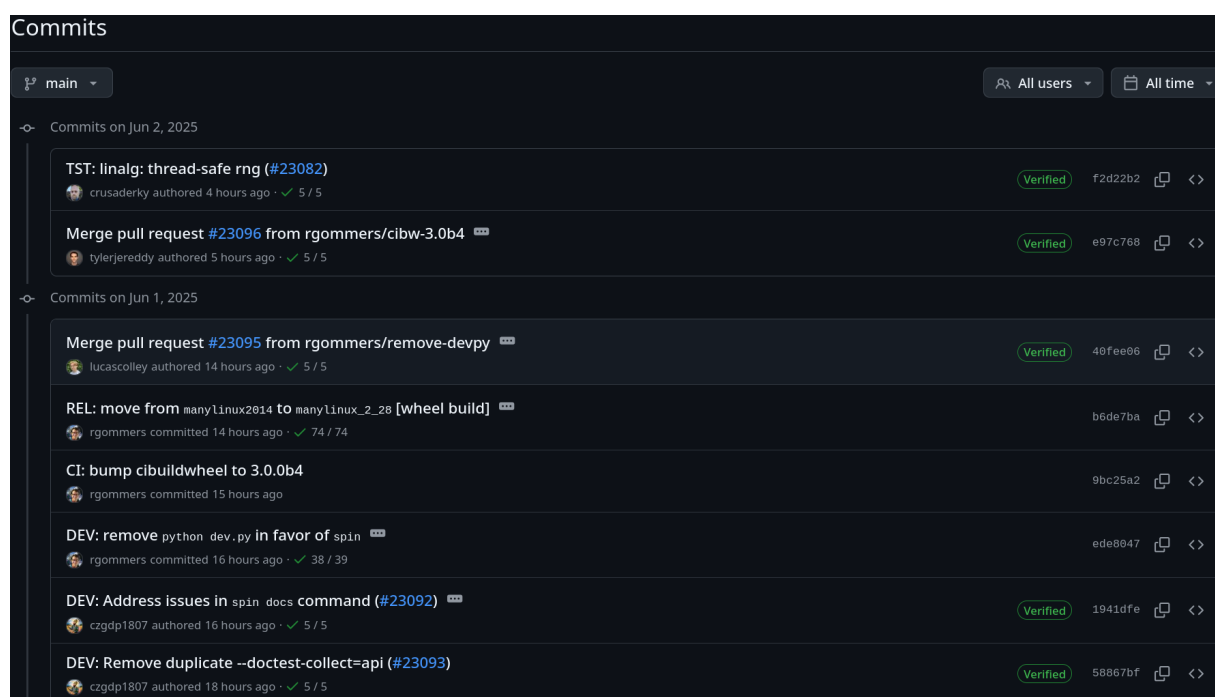 Commits
main All users All time
Commits on Jun 2, 2025
TST: linalg: thread-safe rng (#23082)
crusaderky authored 4 hours ago · 5 / 5
Verified f2d22b2
Merge pull request #23096 from rgommers/cibw-3.0b4
tylerjereddy authored 5 hours ago · 5 / 5
Verified e97c768
Commits on Jun 1, 2025
Merge pull request #23095 from rgommers/remove-devpy
lucascolley authored 14 hours ago · 5 / 5
Verified 40fee06
REL: move from manylinux2014 to manylinux_2_28 [wheel build]
rgommers committed 14 hours ago · 74 / 74
b6de7ba
CI: bump cibuildwheel to 3.0.0b4
rgommers committed 15 hours ago
9bc25a2
DEV: remove python dev.py in favor of spin
rgommers committed 16 hours ago · 38 / 39
ede8047
DEV: Address issues in spin docs command (#23092)
czgdp1807 authored 16 hours ago · 5 / 5
Verified 1941dfe
DEV: Remove duplicate --doctest-collect=api (#23093)
czgdp1807 authored 18 hours ago · 5 / 5
Verified 58867bf